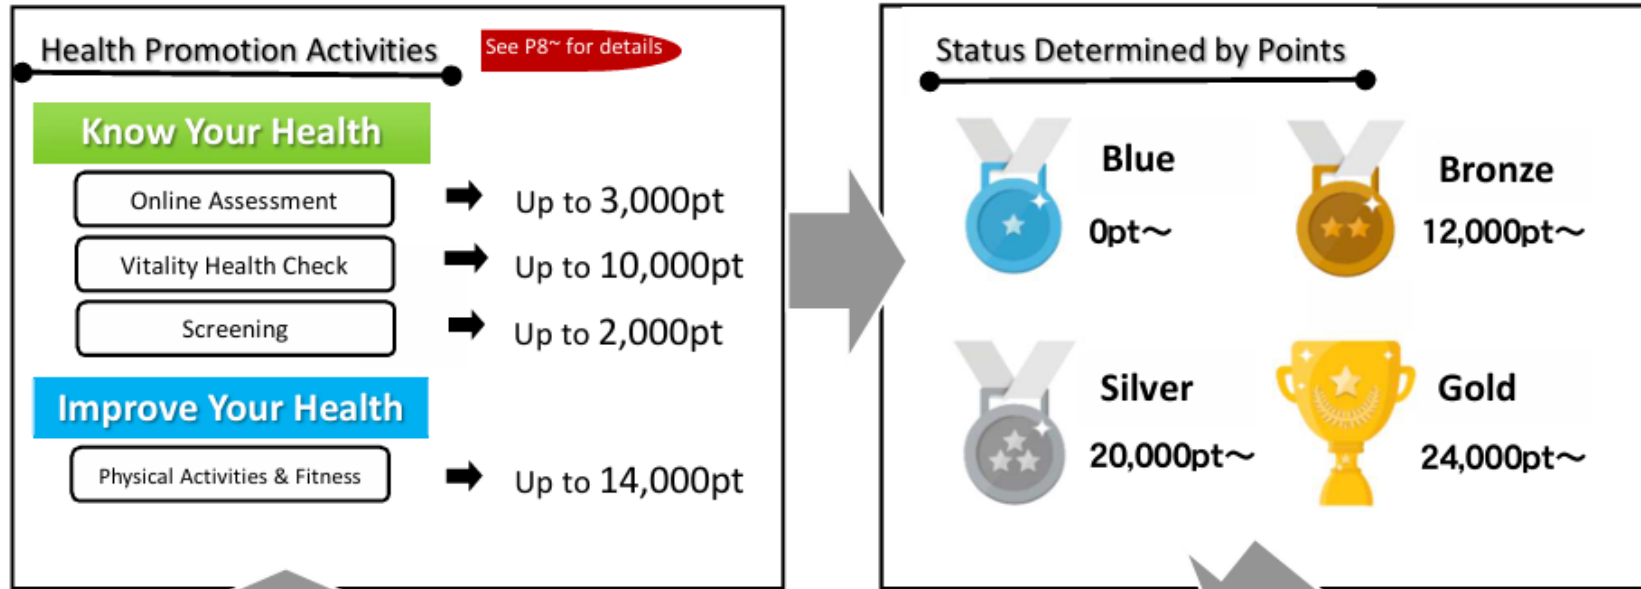 Health Promotion Activities
See P8~ for details
Know Your Health
Online Assessment
Up to 3,000pt
Vitality Health Check
Up to 10,000pt
Screening
Up to 2,000pt
Improve Your Health
Physical Activities & Fitness
Up to 14,000pt
Status Determined by Points
Blue
0pt～
Bronze
12,000pt～
Silver
20,000pt～
Gold
24,000pt～